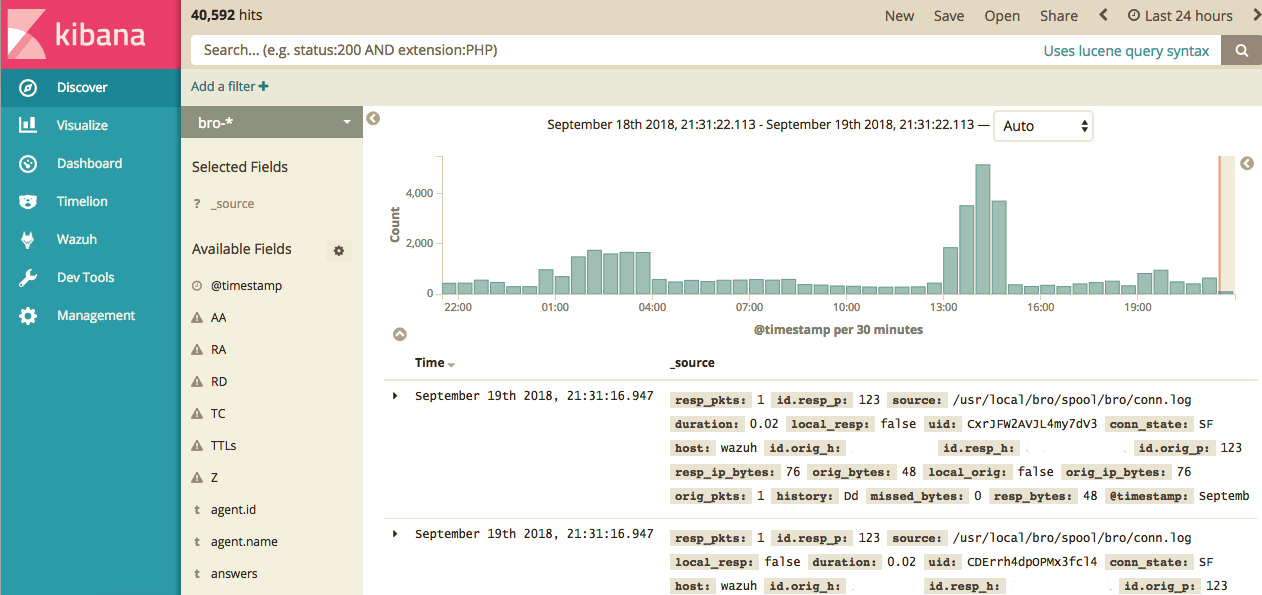 kibana
Discover
Visualize
Dashboard
Timelion
Wazuh
Dev Tools
Management
40,592 hits
New Save Open Share Last 24 hours
Search... (e.g. status:200 AND extension:PHP) Uses lucene query syntax
Add a filter
bro-*
Selected Fields
? _source
Available Fields
@timestamp
AA
RA
RD
TC
TTLs
Z
t agent.id
t agent.name
t answers
September 18th 2018, 21:31:22.113 - September 19th 2018, 21:31:22.113 — Auto
Count
4,000
2,000
0
22:00 01:00 04:00 07:00 10:00 13:00 16:00 19:00
@timestamp per 30 minutes
Time _source
September 19th 2018, 21:31:16.947
resp_pkts: 1 id.resp_p: 123 source: /usr/local/bro/spool/bro/conn.log
duration: 0.02 local_resp: false uid: CxrJFW2AVJL4my7dV3 conn_state: SF
host: wazuh id.orig_h: id.resp_h: id.orig_p: 123
resp_ip_bytes: 76 orig_bytes: 48 local_orig: false orig_ip_bytes: 76
orig_pkts: 1 history: Dd missed_bytes: 0 resp_bytes: 48 @timestamp: Septemb
September 19th 2018, 21:31:16.947
resp_pkts: 1 id.resp_p: 123 source: /usr/local/bro/spool/bro/conn.log
local_resp: false duration: 0.02 uid: CDErrh4dpOPMx3fcl4 conn_state: SF
host: wazuh id.orig_h: id.resp_h: id.orig_p: 123